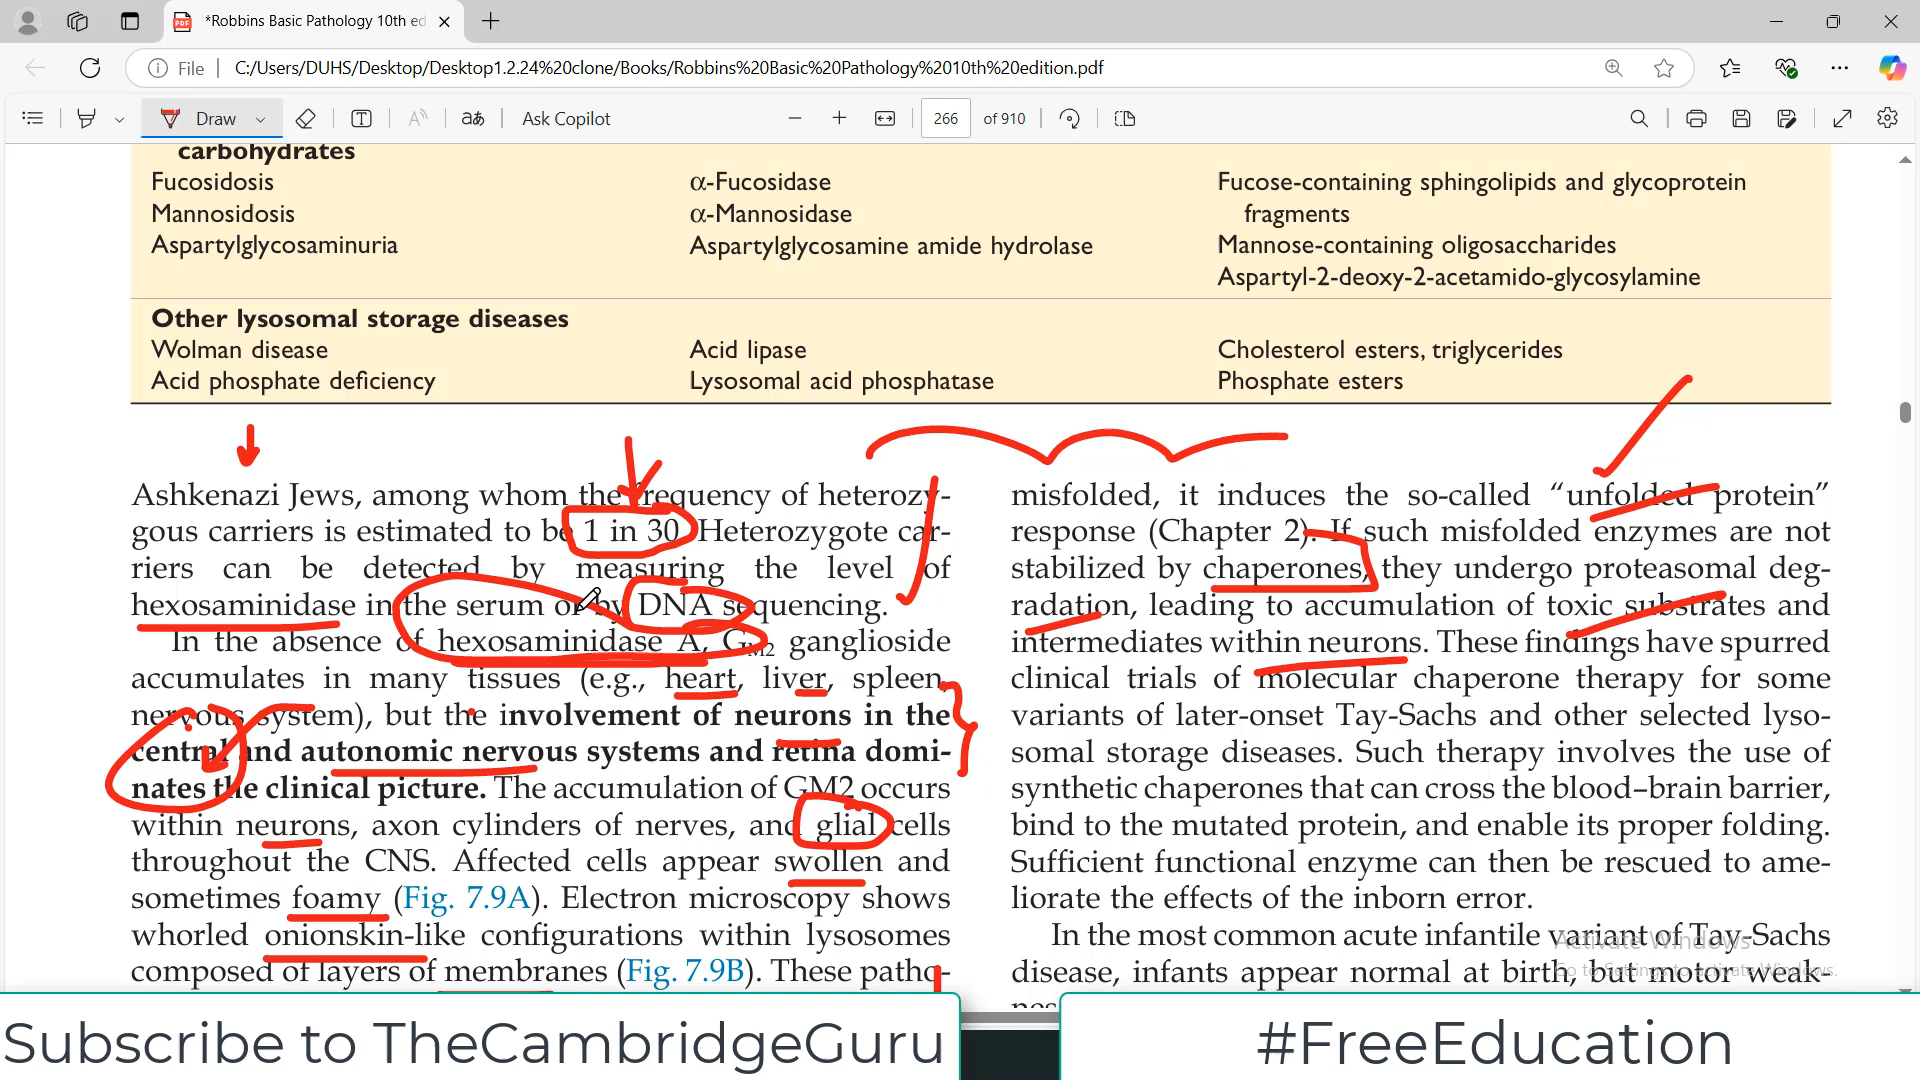 *Robbins Basic Pathology 10th ed
File
C:/Users/DUHS/Desktop/Desktop1.2.24%20clone/Books/Robbins%20Basic%20Pathology%2010th%20edition.pdf
Draw
Ask Copilot
266 of 910
carbohydrates
Fucosidosis α-Fucosidase Fucose-containing sphingolipids and glycoprotein
fragments
Mannosidosis α-Mannosidase Mannose-containing oligosaccharides
Aspartylglycosaminuria Aspartylglycosamine amide hydrolase Aspartyl-2-deoxy-2-acetamido-glycosylamine
Other lysosomal storage diseases
Wolman disease Acid lipase Cholesterol esters, triglycerides
Acid phosphate deficiency Lysosomal acid phosphatase Phosphate esters
Ashkenazi Jews, among whom the frequency of heterozy-
gous carriers is estimated to be 1 in 30. Heterozygote car-
riers can be detected by measuring the level of
hexosaminidase in the serum or by DNA sequencing.
In the absence of hexosaminidase A, GM2 ganglioside
accumulates in many tissues (e.g., heart, liver, spleen,
nervous system), but the involvement of neurons in the
central and autonomic nervous systems and retina domi-
nates the clinical picture. The accumulation of GM2 occurs
within neurons, axon cylinders of nerves, and glial cells
throughout the CNS. Affected cells appear swollen and
sometimes foamy (Fig. 7.9A). Electron microscopy shows
whorled onionskin-like configurations within lysosomes
composed of layers of membranes (Fig. 7.9B). These patho-
misfolded, it induces the so-called “unfolded protein”
response (Chapter 2). If such misfolded enzymes are not
stabilized by chaperones, they undergo proteasomal deg-
radation, leading to accumulation of toxic substrates and
intermediates within neurons. These findings have spurred
clinical trials of molecular chaperone therapy for some
variants of later-onset Tay-Sachs and other selected lyso-
somal storage diseases. Such therapy involves the use of
synthetic chaperones that can cross the blood–brain barrier,
bind to the mutated protein, and enable its proper folding.
Sufficient functional enzyme can then be rescued to ame-
liorate the effects of the inborn error.
In the most common acute infantile variant of Tay-Sachs
disease, infants appear normal at birth, but motor weak-
Activate Windows
Go to Settings to activate Windows.
Subscribe to TheCambridgeGuru
#FreeEducation